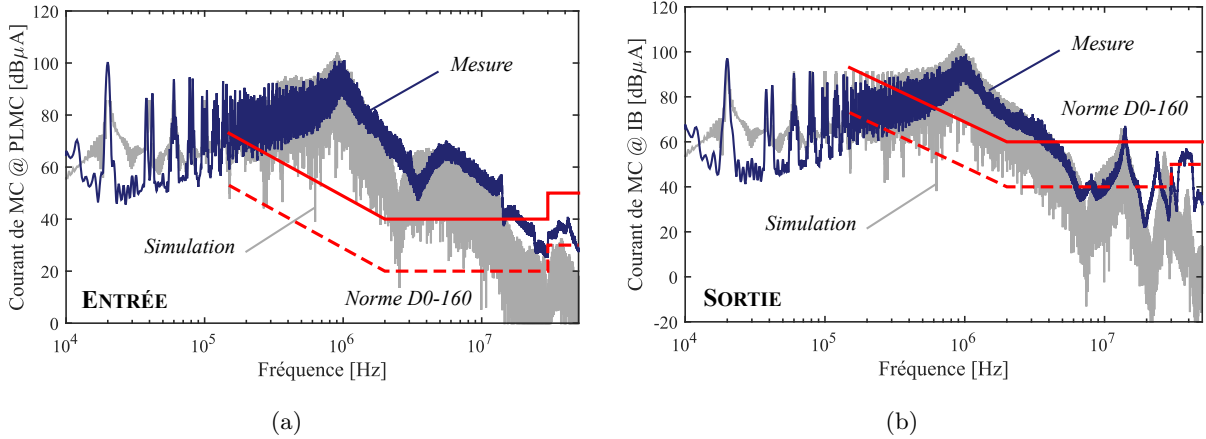 120
100
80
60
40
20
0
Courant de MC @ PLMC [dBµA]
Mesure
Simulation
Norme D0-160
ENTRÉE
10^4
10^5
10^6
10^7
Fréquence [Hz]
(a)
120
100
80
60
40
20
0
-20
Courant de MC @ IB [dBµA]
Mesure
Norme D0-160
Simulation
SORTIE
10^4
10^5
10^6
10^7
Fréquence [Hz]
(b)